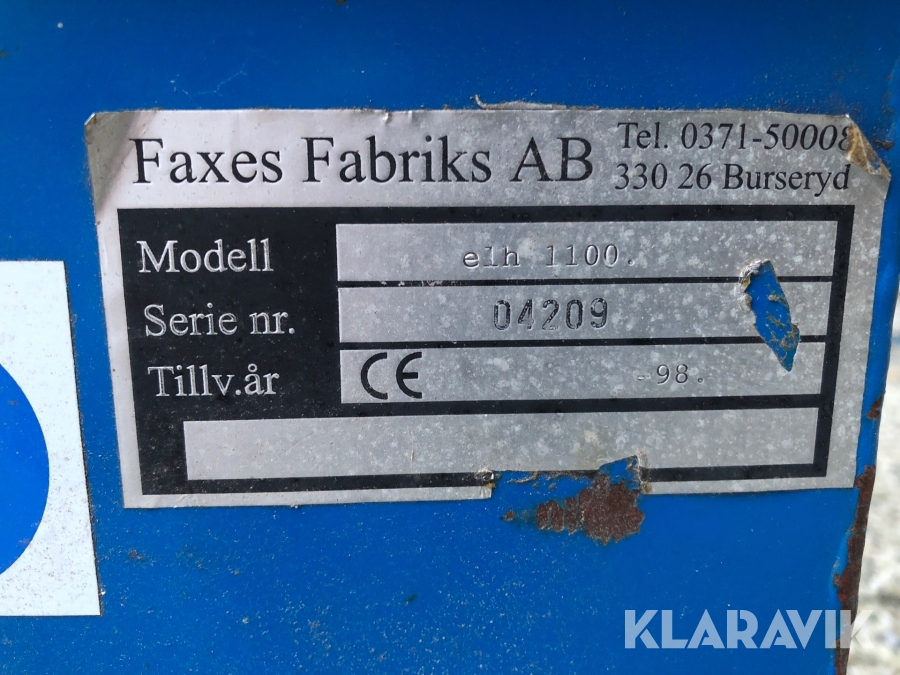 Faxes Fabriks AB
Tel. 0371-50008
330 26 Burseryd
Modell elh 1100.
Serie nr. 04209
Tillv.år CE -98.
KLARAVIK